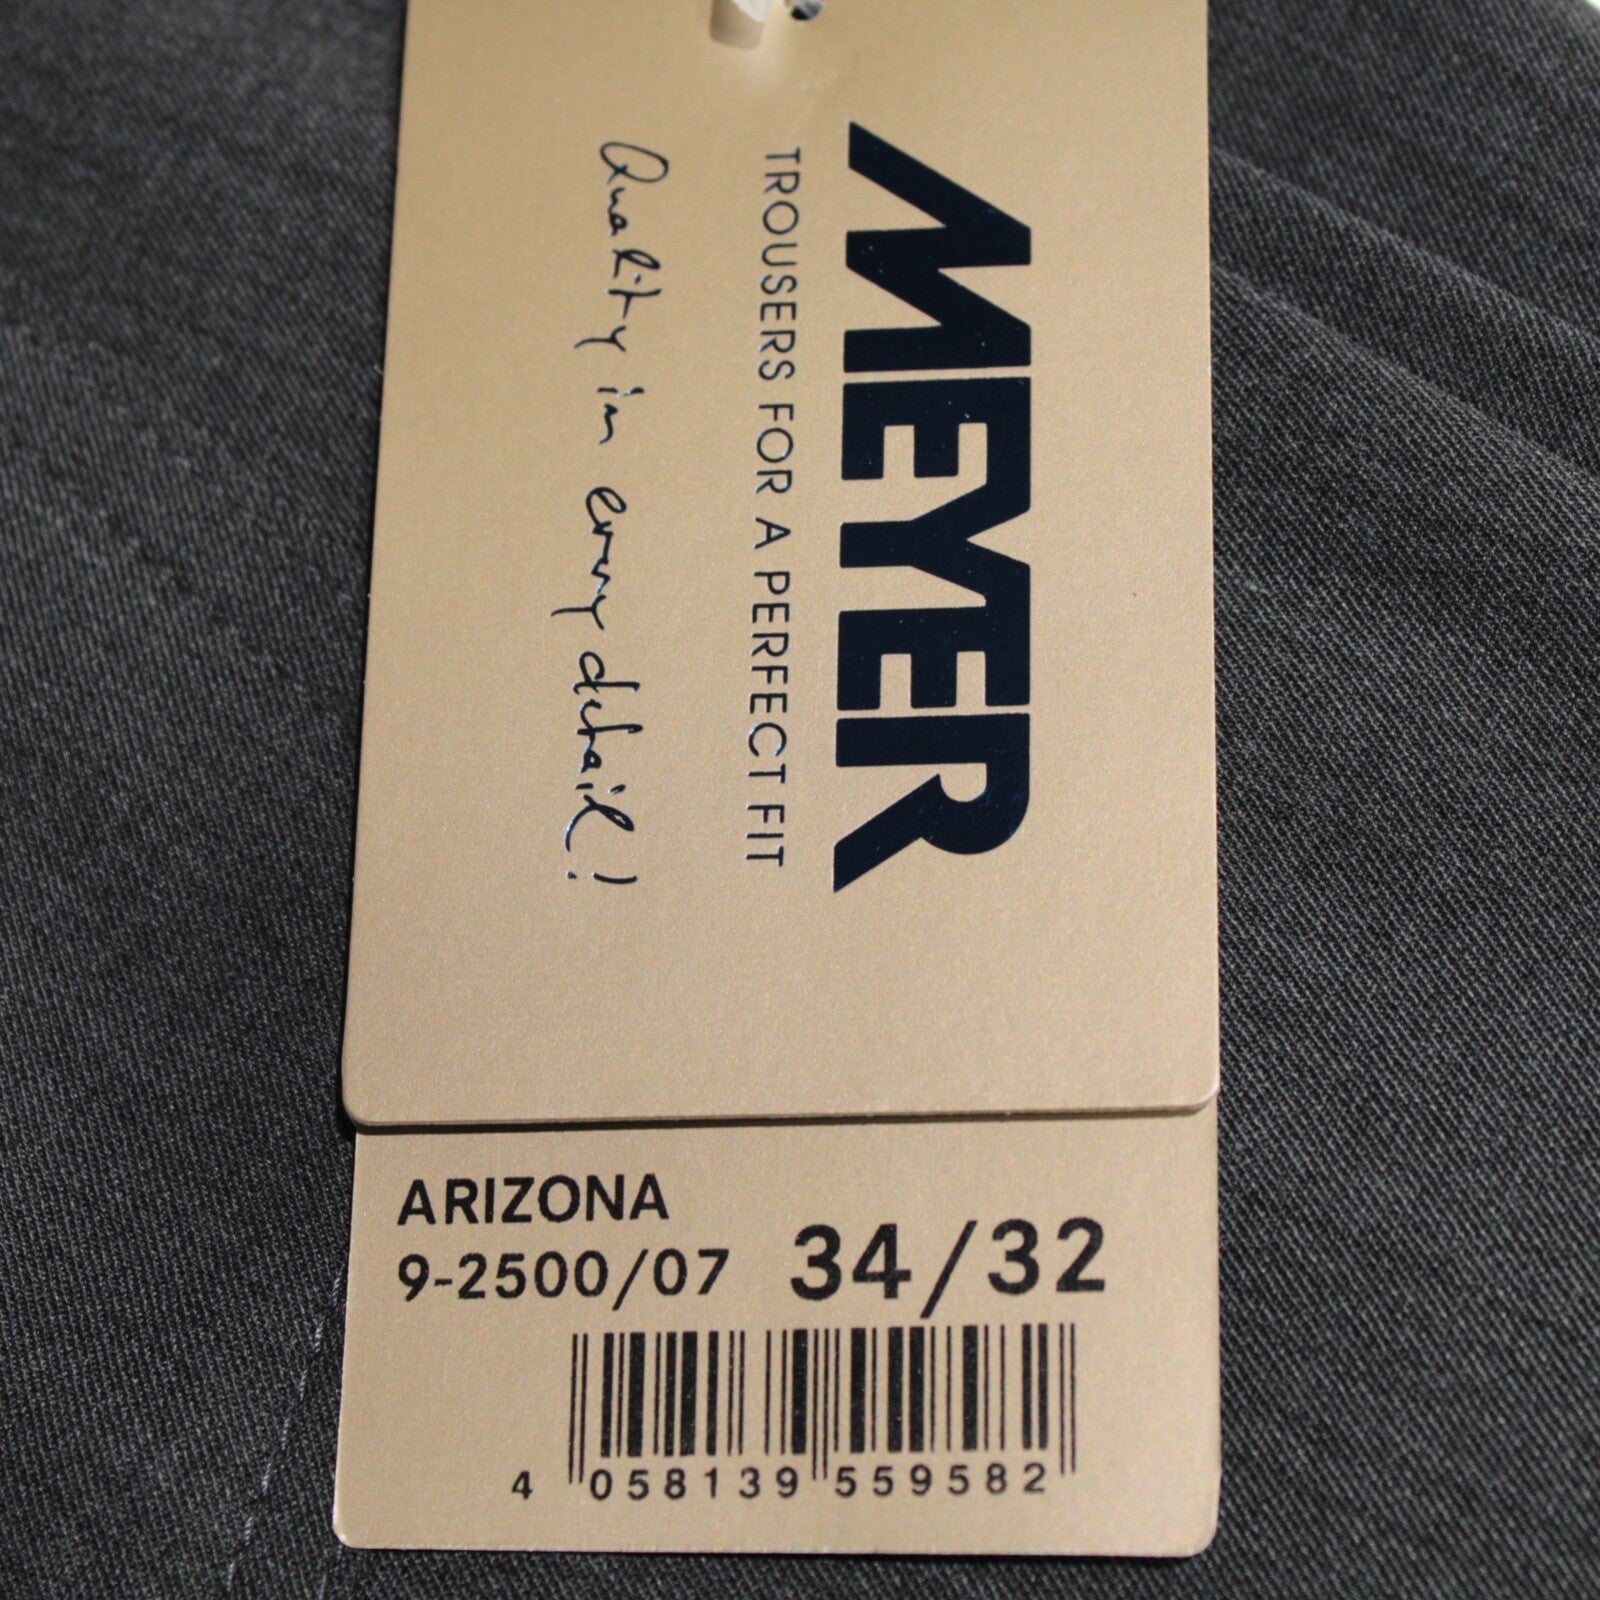 MEYER
TROUSERS FOR A PERFECT FIT
Quality in every detail!
ARIZONA
9-2500/07 34/32
4 058139 559582